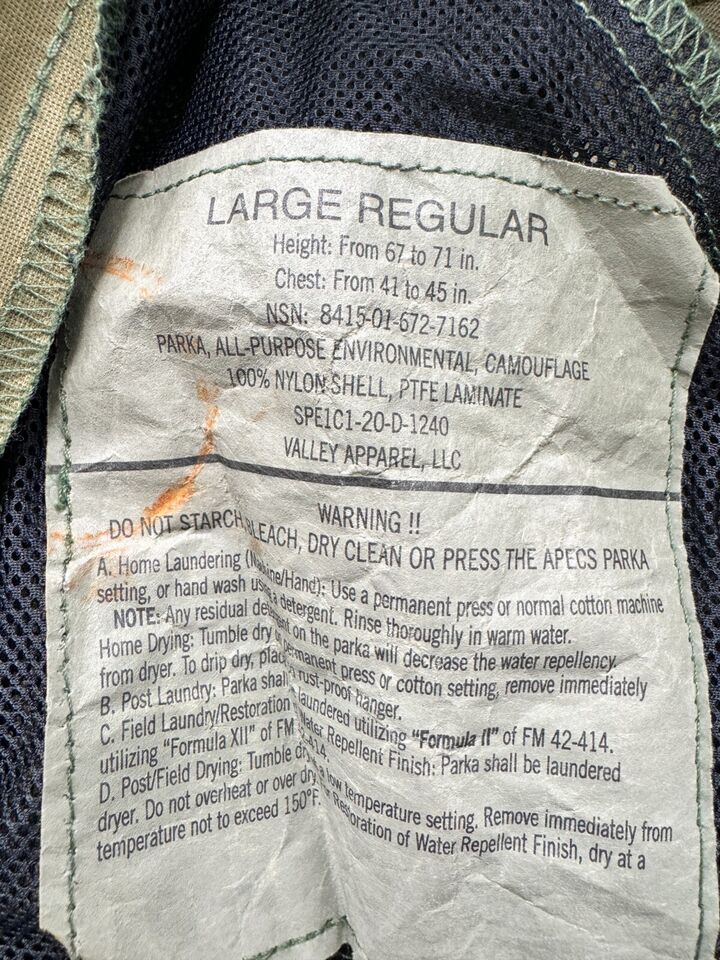 LARGE REGULAR
Height: From 67 to 71 in.
Chest: From 41 to 45 in.
NSN: 8415-01-672-7162
PARKA, ALL-PURPOSE ENVIRONMENTAL, CAMOUFLAGE
100% NYLON SHELL, PTFE LAMINATE
SPE1C1-20-D-1240
VALLEY APPAREL, LLC
WARNING !!
DO NOT STARCH, BLEACH, DRY CLEAN OR PRESS THE APECS PARKA
A. Home Laundering (Machine/Hand): Use a permanent press or normal cotton machine
setting, or hand wash using detergent. Rinse thoroughly in warm water.
NOTE: Any residual detergent on the parka will decrease the water repellency.
Home Drying: Tumble dry permanent press or cotton setting, remove immediately
from dryer. To drip dry, place rust-proof hanger.
B. Post Laundry: Parka shall laundered utilizing "Formula II" of FM 42-414.
C. Field Laundry/Restoration Water Repellent Finish: Parka shall be laundered
utilizing "Formula XII" of FM
D. Post/Field Drying: Tumble dry low temperature setting. Remove immediately from
dryer. Do not overheat or over dry. Restoration of Water Repellent Finish, dry at a
temperature not to exceed 150°F.